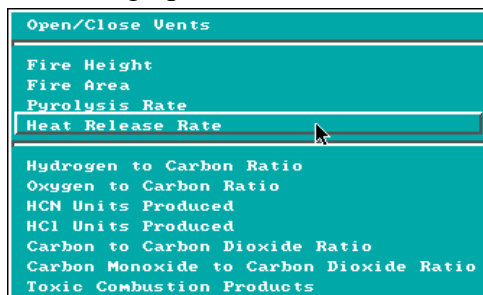 Open/Close Vents
Fire Height
Fire Area
Pyrolysis Rate
Heat Release Rate
Hydrogen to Carbon Ratio
Oxygen to Carbon Ratio
HCN Units Produced
HCl Units Produced
Carbon to Carbon Dioxide Ratio
Carbon Monoxide to Carbon Dioxide Ratio
Toxic Combustion Products